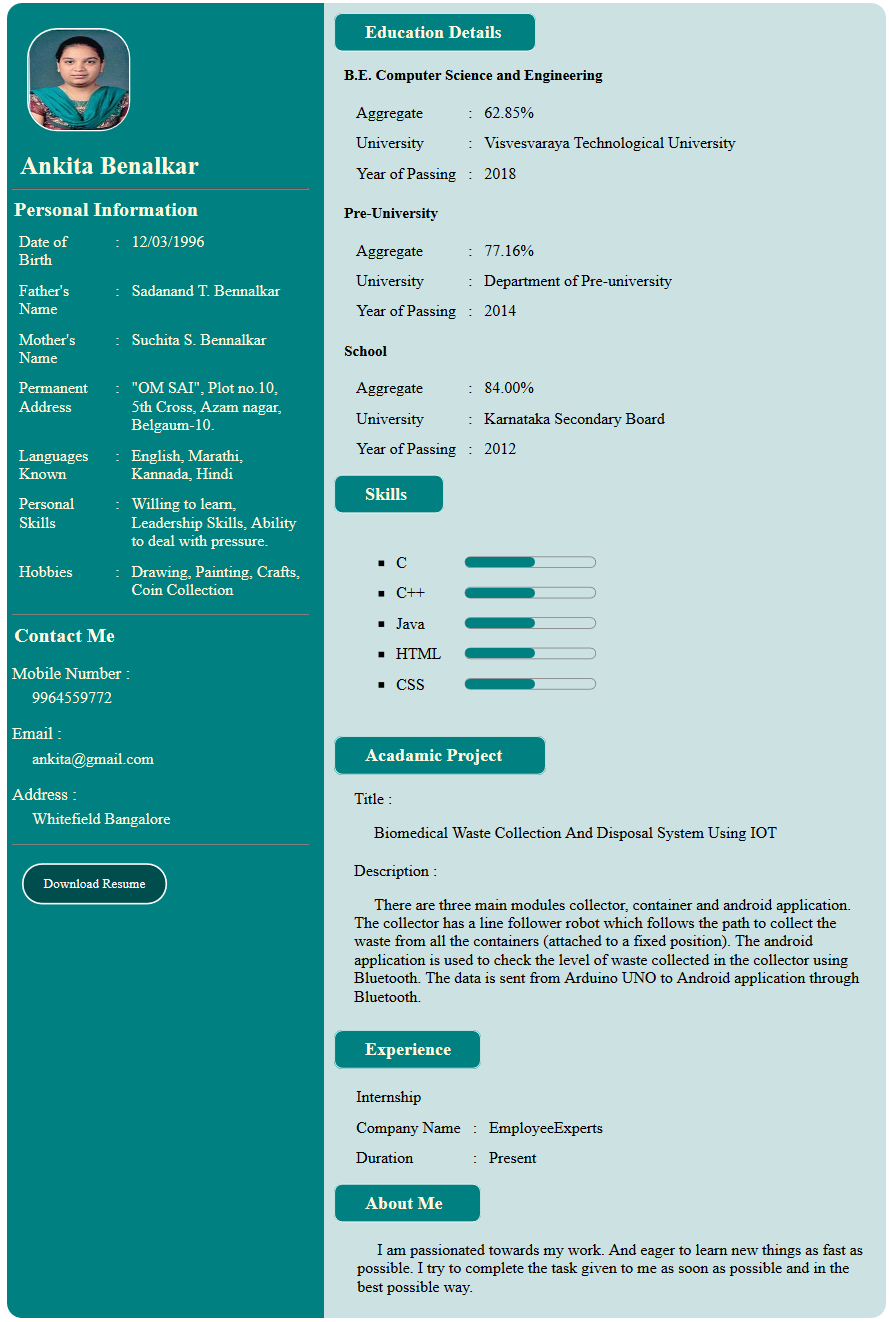 Ankita Benalkar
Personal Information
Date of Birth : 12/03/1996
Father's Name : Sadanand T. Bennalkar
Mother's Name : Suchita S. Bennalkar
Permanent Address : "OM SAI", Plot no.10,
5th Cross, Azam nagar,
Belgaum-10.
Languages Known : English, Marathi,
Kannada, Hindi
Personal Skills : Willing to learn,
Leadership Skills, Ability
to deal with pressure.
Hobbies : Drawing, Painting, Crafts,
Coin Collection
Contact Me
Mobile Number :
9964559772
Email :
ankita@gmail.com
Address :
Whitefield Bangalore
Download Resume
Education Details
B.E. Computer Science and Engineering
Aggregate : 62.85%
University : Visvesvaraya Technological University
Year of Passing : 2018
Pre-University
Aggregate : 77.16%
University : Department of Pre-university
Year of Passing : 2014
School
Aggregate : 84.00%
University : Karnataka Secondary Board
Year of Passing : 2012
Skills
C
C++
Java
HTML
CSS
Acadamic Project
Title :
Biomedical Waste Collection And Disposal System Using IOT
Description :
There are three main modules collector, container and android application.
The collector has a line follower robot which follows the path to collect the
waste from all the containers (attached to a fixed position). The android
application is used to check the level of waste collected in the collector using
Bluetooth. The data is sent from Arduino UNO to Android application through
Bluetooth.
Experience
Internship
Company Name : EmployeeExperts
Duration : Present
About Me
I am passionated towards my work. And eager to learn new things as fast as
possible. I try to complete the task given to me as soon as possible and in the
best possible way.